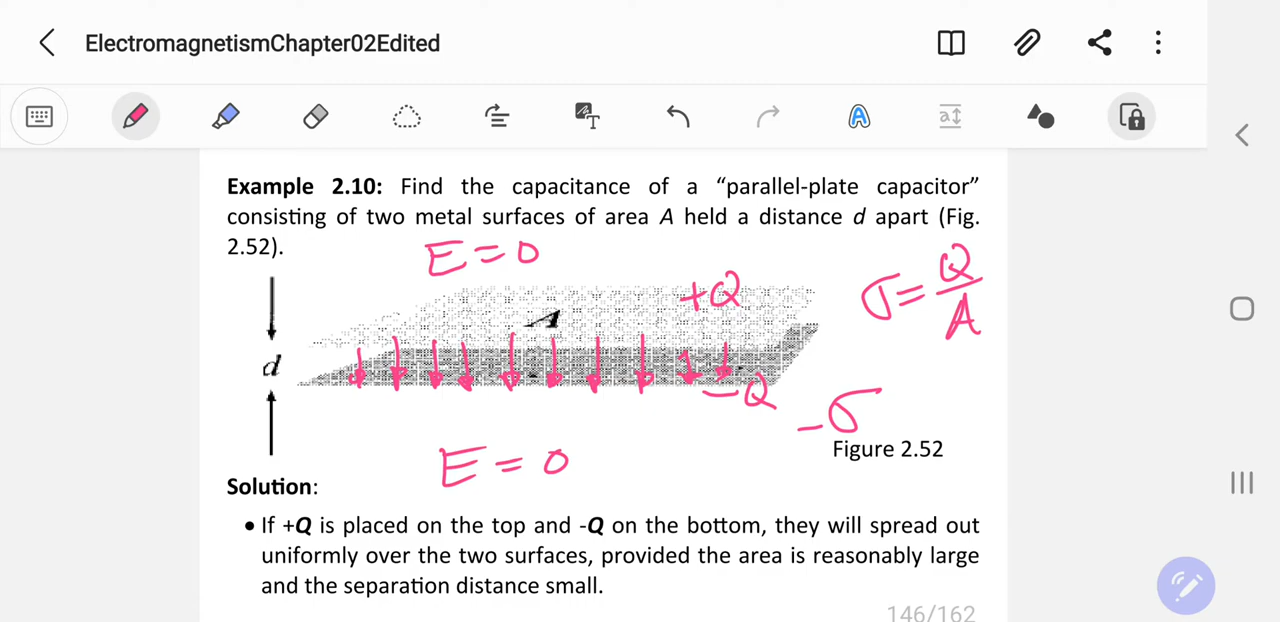 ElectromagnetismChapter02Edited
Example 2.10: Find the capacitance of a “parallel-plate capacitor”
consisting of two metal surfaces of area A held a distance d apart (Fig.
2.52).
E = 0
+Q
σ = Q/A
A
d
-Q
-σ
E = 0
Figure 2.52
Solution:
• If +Q is placed on the top and -Q on the bottom, they will spread out
uniformly over the two surfaces, provided the area is reasonably large
and the separation distance small.
146/162